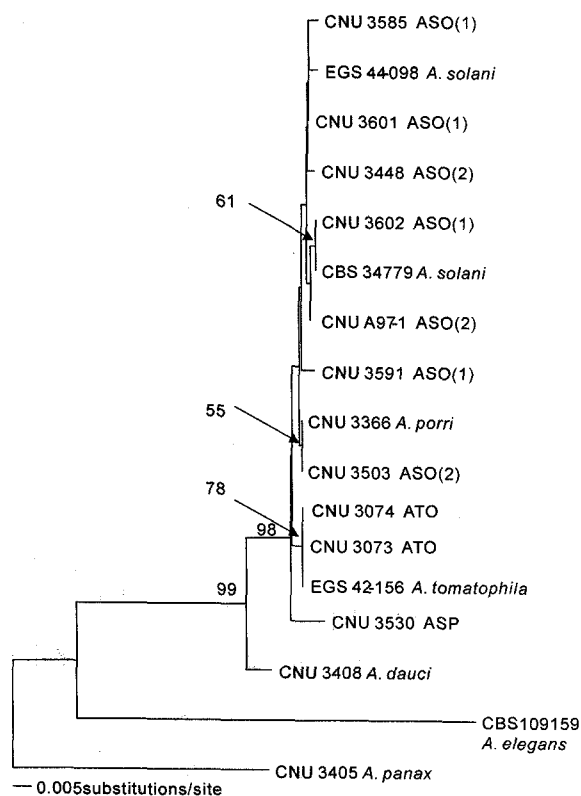 CNU 3585 ASO(1)
EGS 44-098 A. solani
CNU 3601 ASO(1)
CNU 3448 ASO(2)
61
CNU 3602 ASO(1)
CBS 34779 A. solani
CNU A97-1 ASO(2)
CNU 3591 ASO(1)
55
CNU 3366 A. porri
CNU 3503 ASO(2)
78
CNU 3074 ATO
98
CNU 3073 ATO
99
EGS 42-156 A. tomatophila
CNU 3530 ASP
CNU 3408 A. dauci
CBS109159
A. elegans
CNU 3405 A. panax
0.005substitutions/site